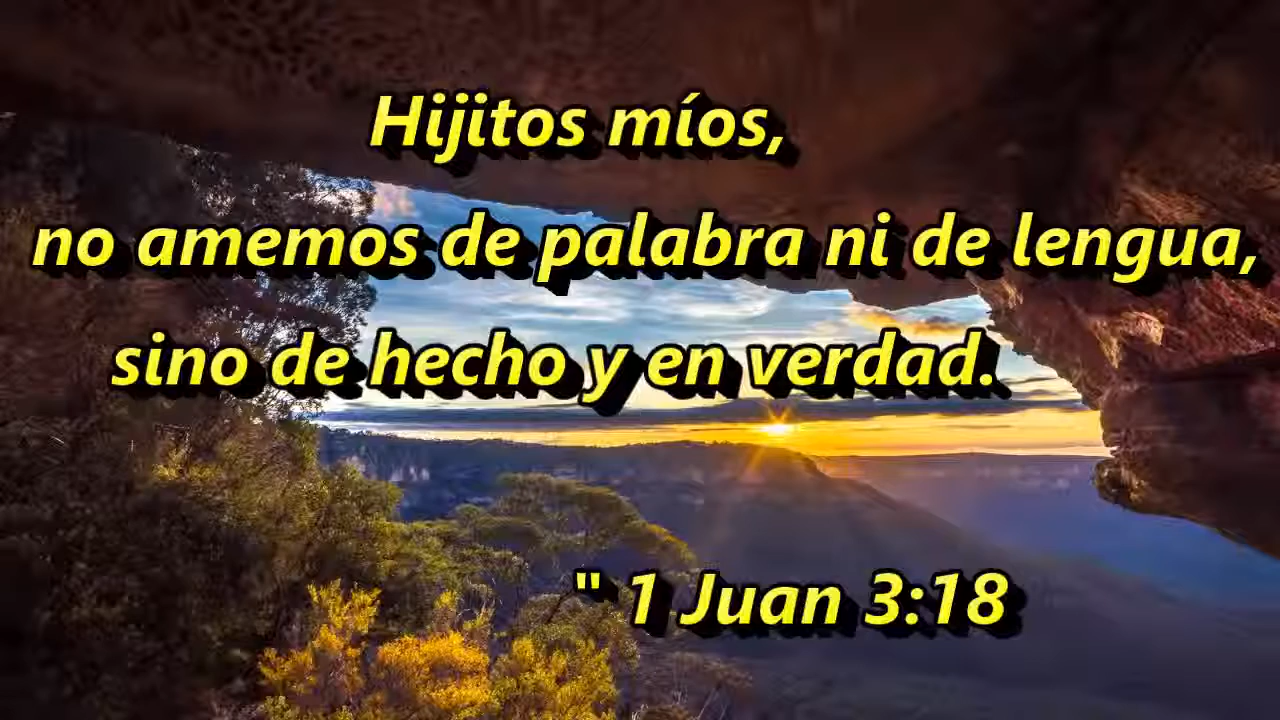 Hijitos míos,
no amemos de palabra ni de lengua,
sino de hecho y en verdad.
" 1 Juan 3:18